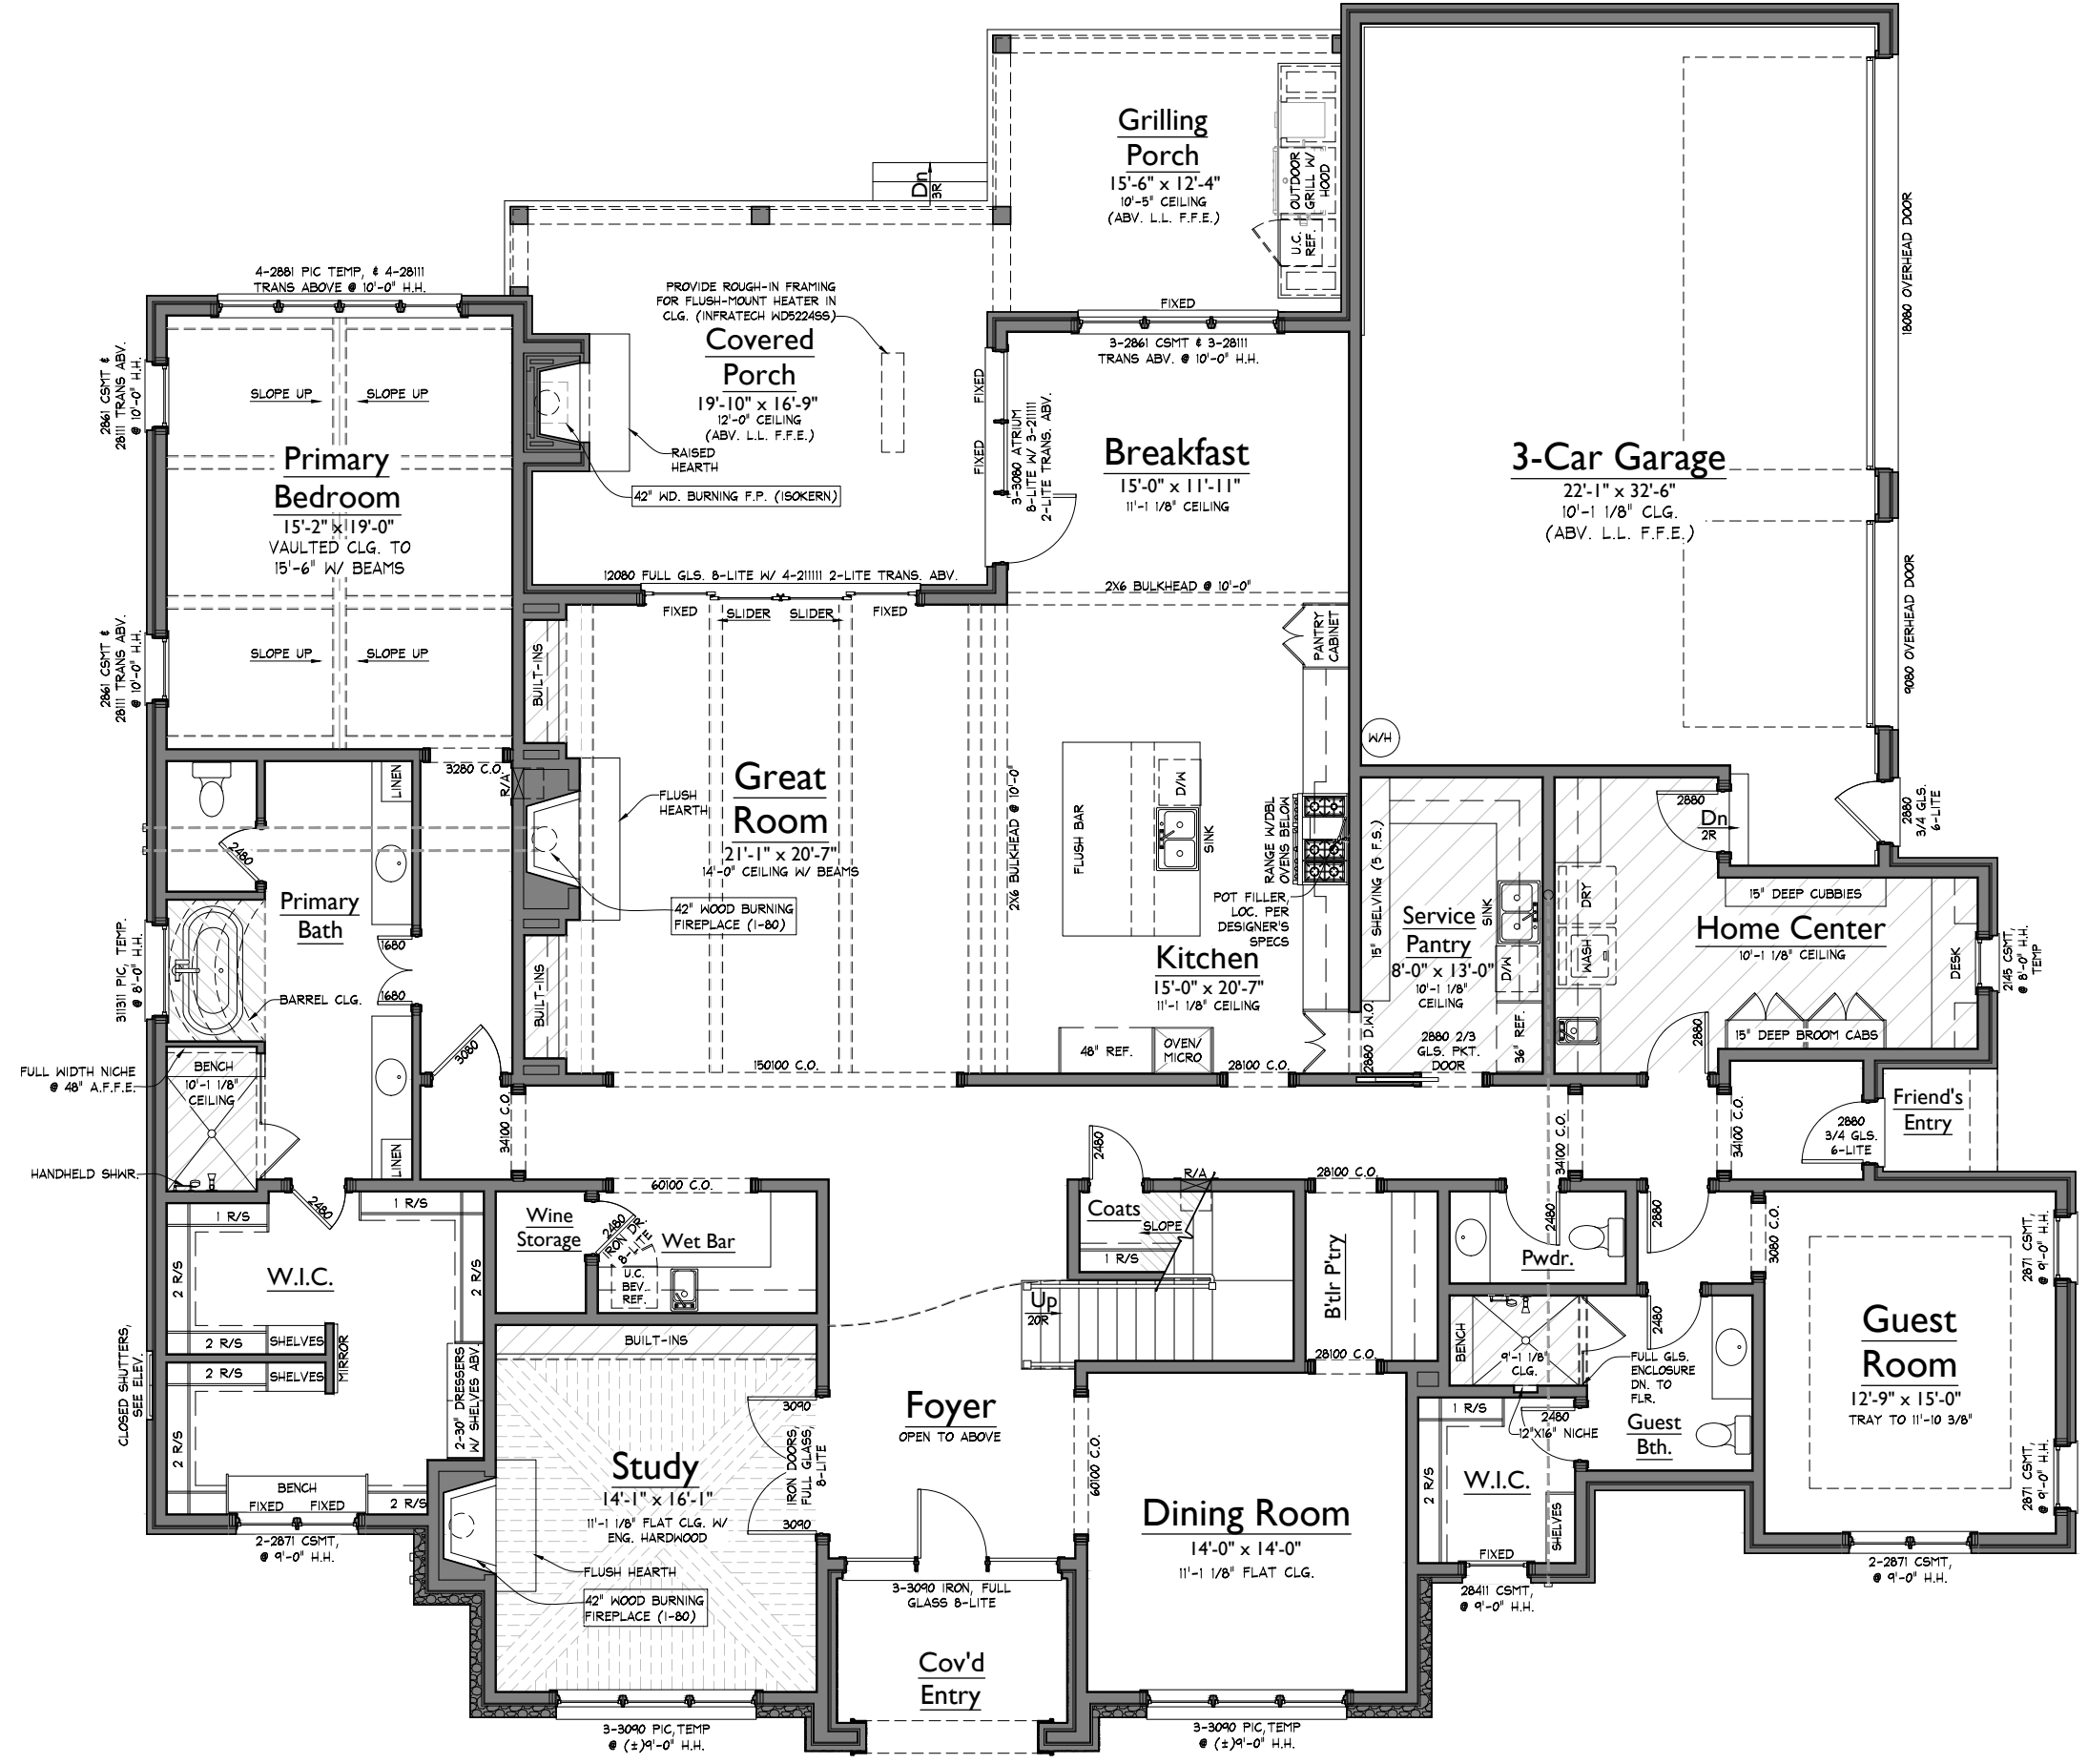 Grilling
Porch
15'-6" x 12'-4"
10'-5" CEILING
(ABV. L.L. F.F.E.)
OUTDOOR
GRILL W/
HOOD
U.C.
REF.
Dn
3R
4-2881 PIC TEMP, & 4-28111
TRANS ABOVE @ 10'-0" H.H.
PROVIDE ROUGH-IN FRAMING
FOR FLUSH-MOUNT HEATER IN
CLG. (INFRATECH WD5224SS)
Covered
Porch
19'-10" x 16'-9"
12'-0" CEILING
(ABV. L.L. F.F.E.)
RAISED
HEARTH
42" WD. BURNING F.P. (ISOKERN)
FIXED
3-2861 CSMT & 3-28111
TRANS ABV. @ 10'-0" H.H.
FIXED
FIXED
3-3080 ATRIUM
8-LITE W/ 3-211111
2-LITE TRANS. ABV.
Breakfast
15'-0" x 11'-11"
11'-1 1/8" CEILING
3-Car Garage
22'-1" x 32'-6"
10'-1 1/8" CLG.
(ABV. L.L. F.F.E.)
18080 OVERHEAD DOOR
9080 OVERHEAD DOOR
2861 CSMT &
28111 TRANS ABV.
@ 10'-0" H.H.
SLOPE UP
SLOPE UP
Primary
Bedroom
15'-2" x 19'-0"
VAULTED CLG. TO
15'-6" W/ BEAMS
2861 CSMT &
28111 TRANS ABV.
@ 10'-0" H.H.
SLOPE UP
SLOPE UP
12080 FULL GLS. 8-LITE W/ 4-211111 2-LITE TRANS. ABV.
FIXED
SLIDER
SLIDER
FIXED
2X6 BULKHEAD @ 10'-0"
BUILT-INS
PANTRY
CABINET
W/H
3280 C.O.
R/A
LINEN
FLUSH
HEARTH
Great
Room
21'-1" x 20'-7"
14'-0" CEILING W/ BEAMS
42" WOOD BURNING
FIREPLACE (I-80)
BUILT-INS
2X6 BULKHEAD @ 10'-0"
FLUSH BAR
D/W
SINK
RANGE W/DBL
OVENS BELOW
POT FILLER,
LOC. PER
DESIGNER'S
SPECS
Kitchen
15'-0" x 20'-7"
11'-1 1/8" CEILING
48" REF.
OVEN/
MICRO
15" SHELVING (5 F.S.)
Service
Pantry
8'-0" x 13'-0"
10'-1 1/8"
CEILING
SINK
D/W
36" REF.
2880 D.W.O.
2880 2/3
GLS. PKT.
DOOR
2880
Dn
2R
2880
3/4 GLS.
6-LITE
DRY
WASH
15" DEEP CUBBIES
Home Center
10'-1 1/8" CEILING
DESK
2145 CSMT,
@ 8'-0" H.H.
TEMP
15" DEEP BROOM CABS
2880
2480
Primary
Bath
1680
1680
31311 PIC, TEMP.
@ 8'-0" H.H.
BARREL CLG.
FULL WIDTH NICHE
@ 48" A.F.F.E.
BENCH
10'-1 1/8"
CEILING
HANDHELD SHWR.
LINEN
3080
34100 C.O.
150100 C.O.
28100 C.O.
34100 C.O.
34100 C.O.
2880
3/4 GLS.
6-LITE
Friend's
Entry
2480
1 R/S
1 R/S
2 R/S
2 R/S
W.I.C.
2 R/S
SHELVES
2 R/S
SHELVES
MIRROR
2-30" DRESSERS
W/ SHELVES ABV.
CLOSED SHUTTERS,
SEE ELEV.
2 R/S
BENCH
2 R/S
FIXED
FIXED
2-2871 CSMT,
@ 9'-0" H.H.
Wine
Storage
2480
IRON DR.
8-LITE
60100 C.O.
Wet Bar
U.C.
BEV.
REF.
2480
Coats
R/A
SLOPE
1 R/S
Up
20R
28100 C.O.
B'tlr P'try
28100 C.O.
2480
Pwdr.
2880
3080 C.O.
BENCH
9'-1 1/8"
CLG.
2480
FULL GLS.
ENCLOSURE
DN. TO
FLR.
2480
12"X16" NICHE
Guest
Bth.
1 R/S
2 R/S
W.I.C.
SHELVES
FIXED
28411 CSMT,
@ 9'-0" H.H.
Guest
Room
12'-9" x 15'-0"
TRAY TO 11'-10 3/8"
2871 CSMT,
@ 9'-0" H.H.
2871 CSMT,
@ 9'-0" H.H.
2-2871 CSMT,
@ 9'-0" H.H.
BUILT-INS
3090
IRON DOORS,
FULL GLASS,
8-LITE
3090
Study
14'-1" x 16'-1"
11'-1 1/8" FLAT CLG. W/
ENG. HARDWOOD
FLUSH HEARTH
42" WOOD BURNING
FIREPLACE (I-80)
3-3090 PIC,TEMP
@ (±)9'-0" H.H.
Foyer
OPEN TO ABOVE
60100 C.O.
3-3090 IRON, FULL
GLASS 8-LITE
Cov'd
Entry
Dining Room
14'-0" x 14'-0"
11'-1 1/8" FLAT CLG.
3-3090 PIC,TEMP
@ (±)9'-0" H.H.